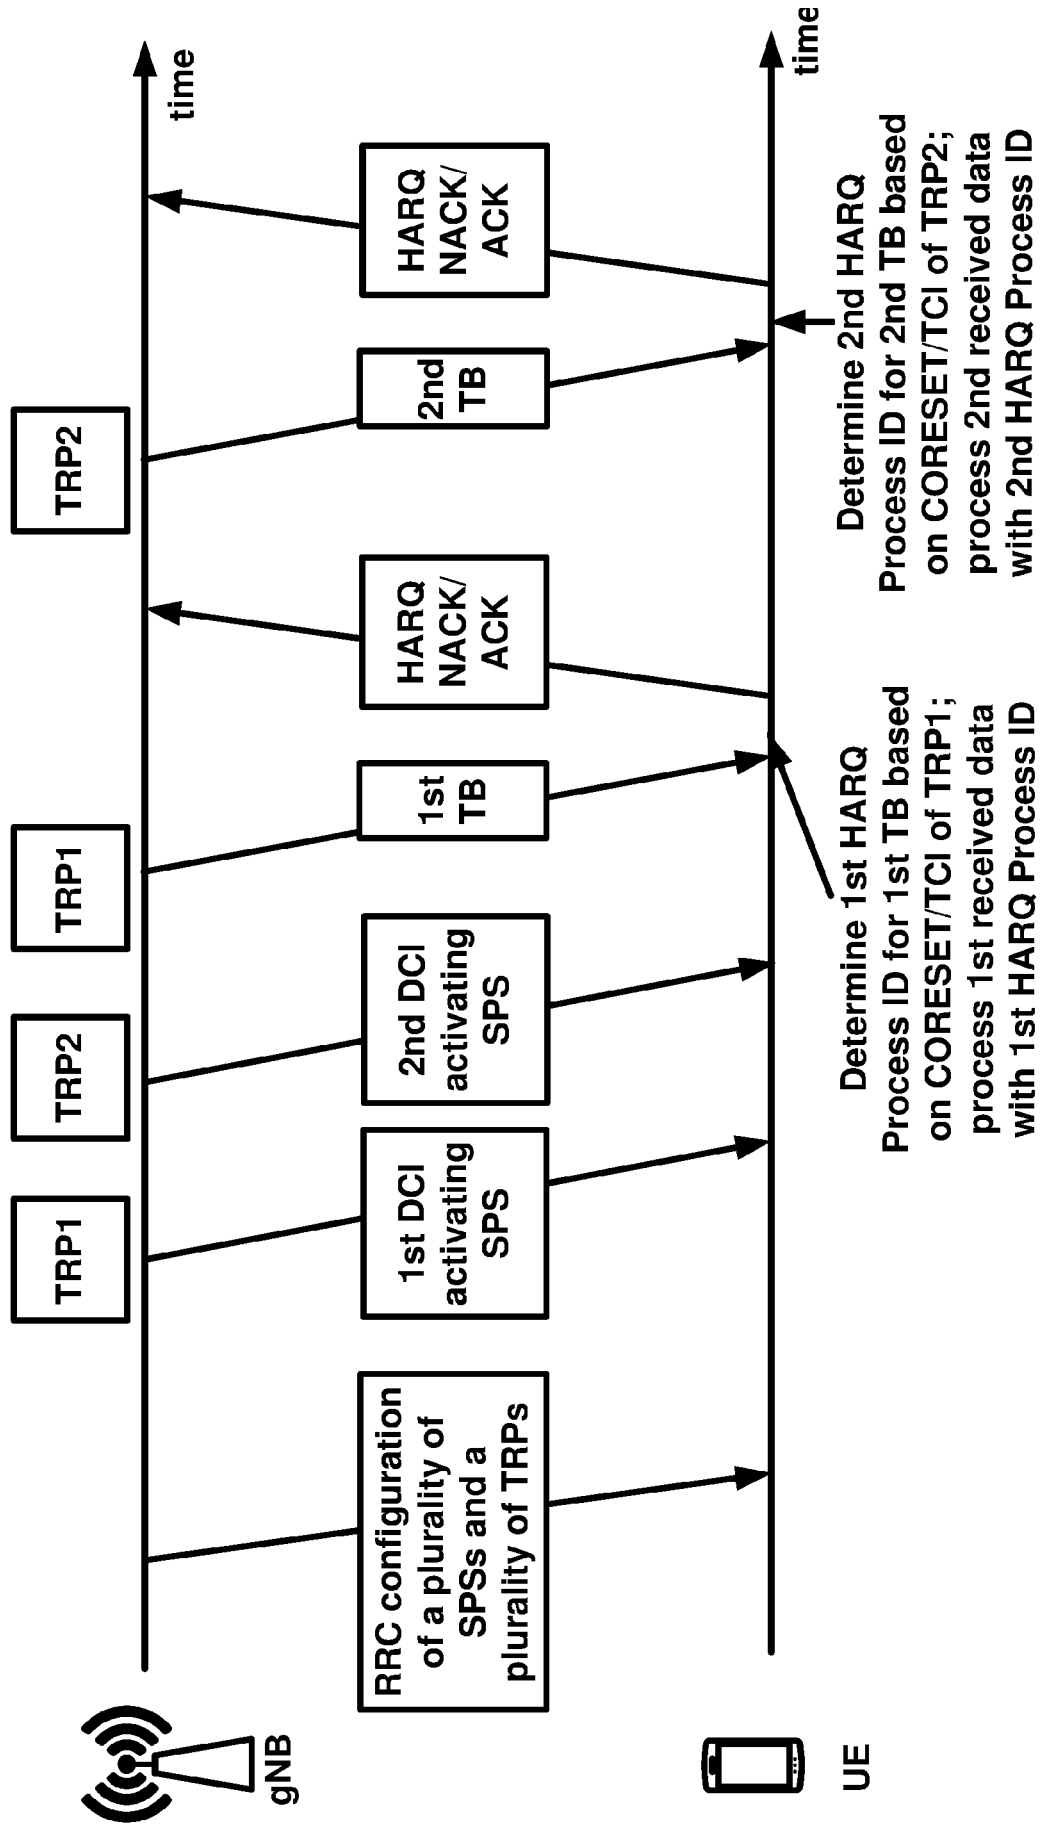 TRP1
TRP2
TRP1
TRP2
time
gNB
RRC configuration
of a plurality of
SPSs and a
plurality of TRPs
1st DCI
activating
SPS
2nd DCI
activating
SPS
1st
TB
HARQ
NACK/
ACK
2nd
TB
HARQ
NACK/
ACK
time
UE
Determine 1st HARQ
Process ID for 1st TB based
on CORESET/TCI of TRP1;
process 1st received data
with 1st HARQ Process ID
Determine 2nd HARQ
Process ID for 2nd TB based
on CORESET/TCI of TRP2;
process 2nd received data
with 2nd HARQ Process ID